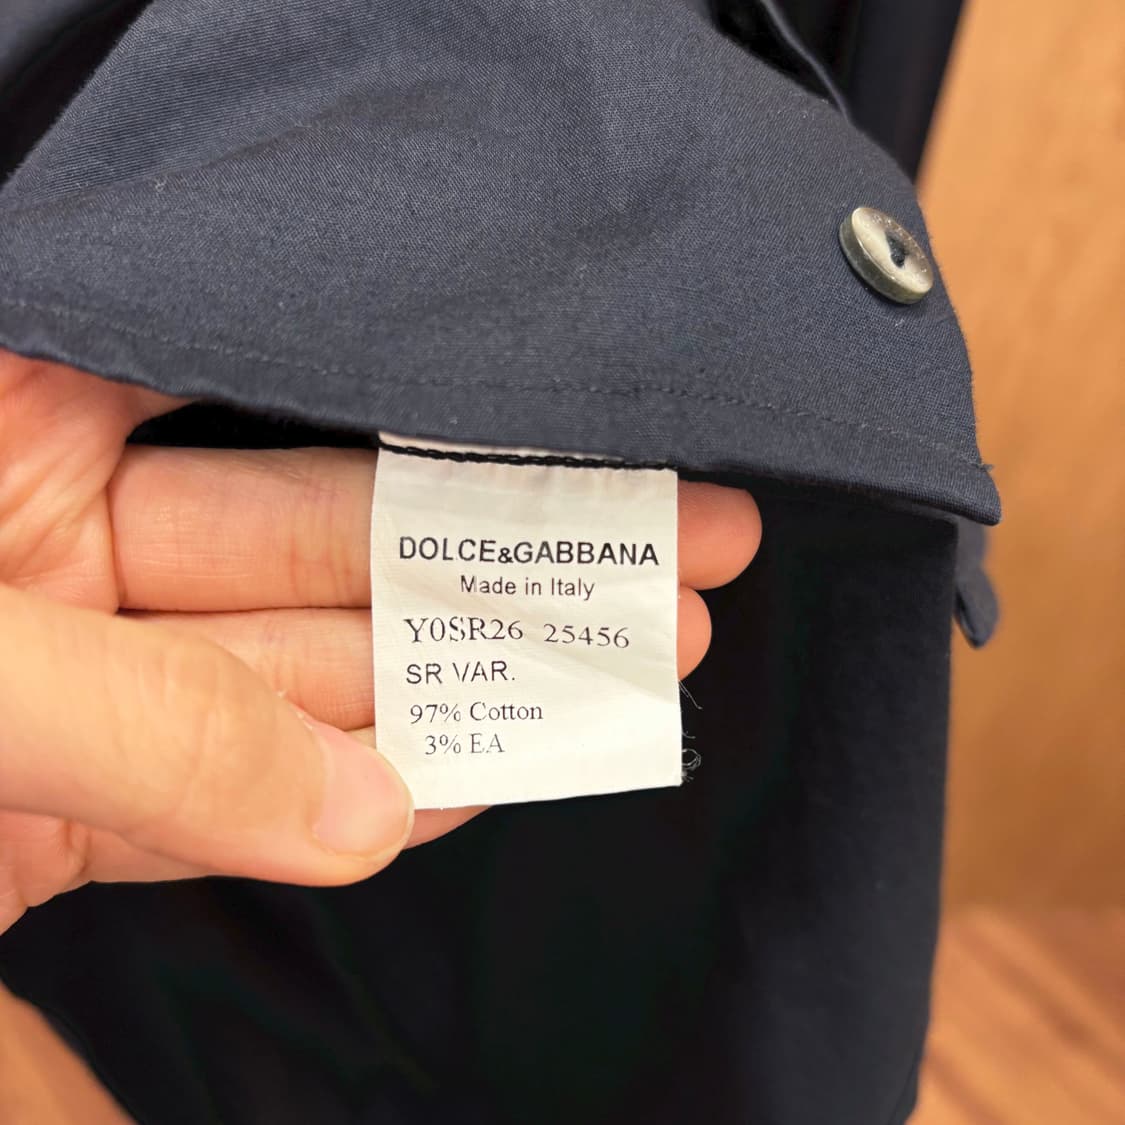 DOLCE&GABBANA
Made in Italy
Y0SR26 25456
SR VAR.
97% Cotton
3% EA